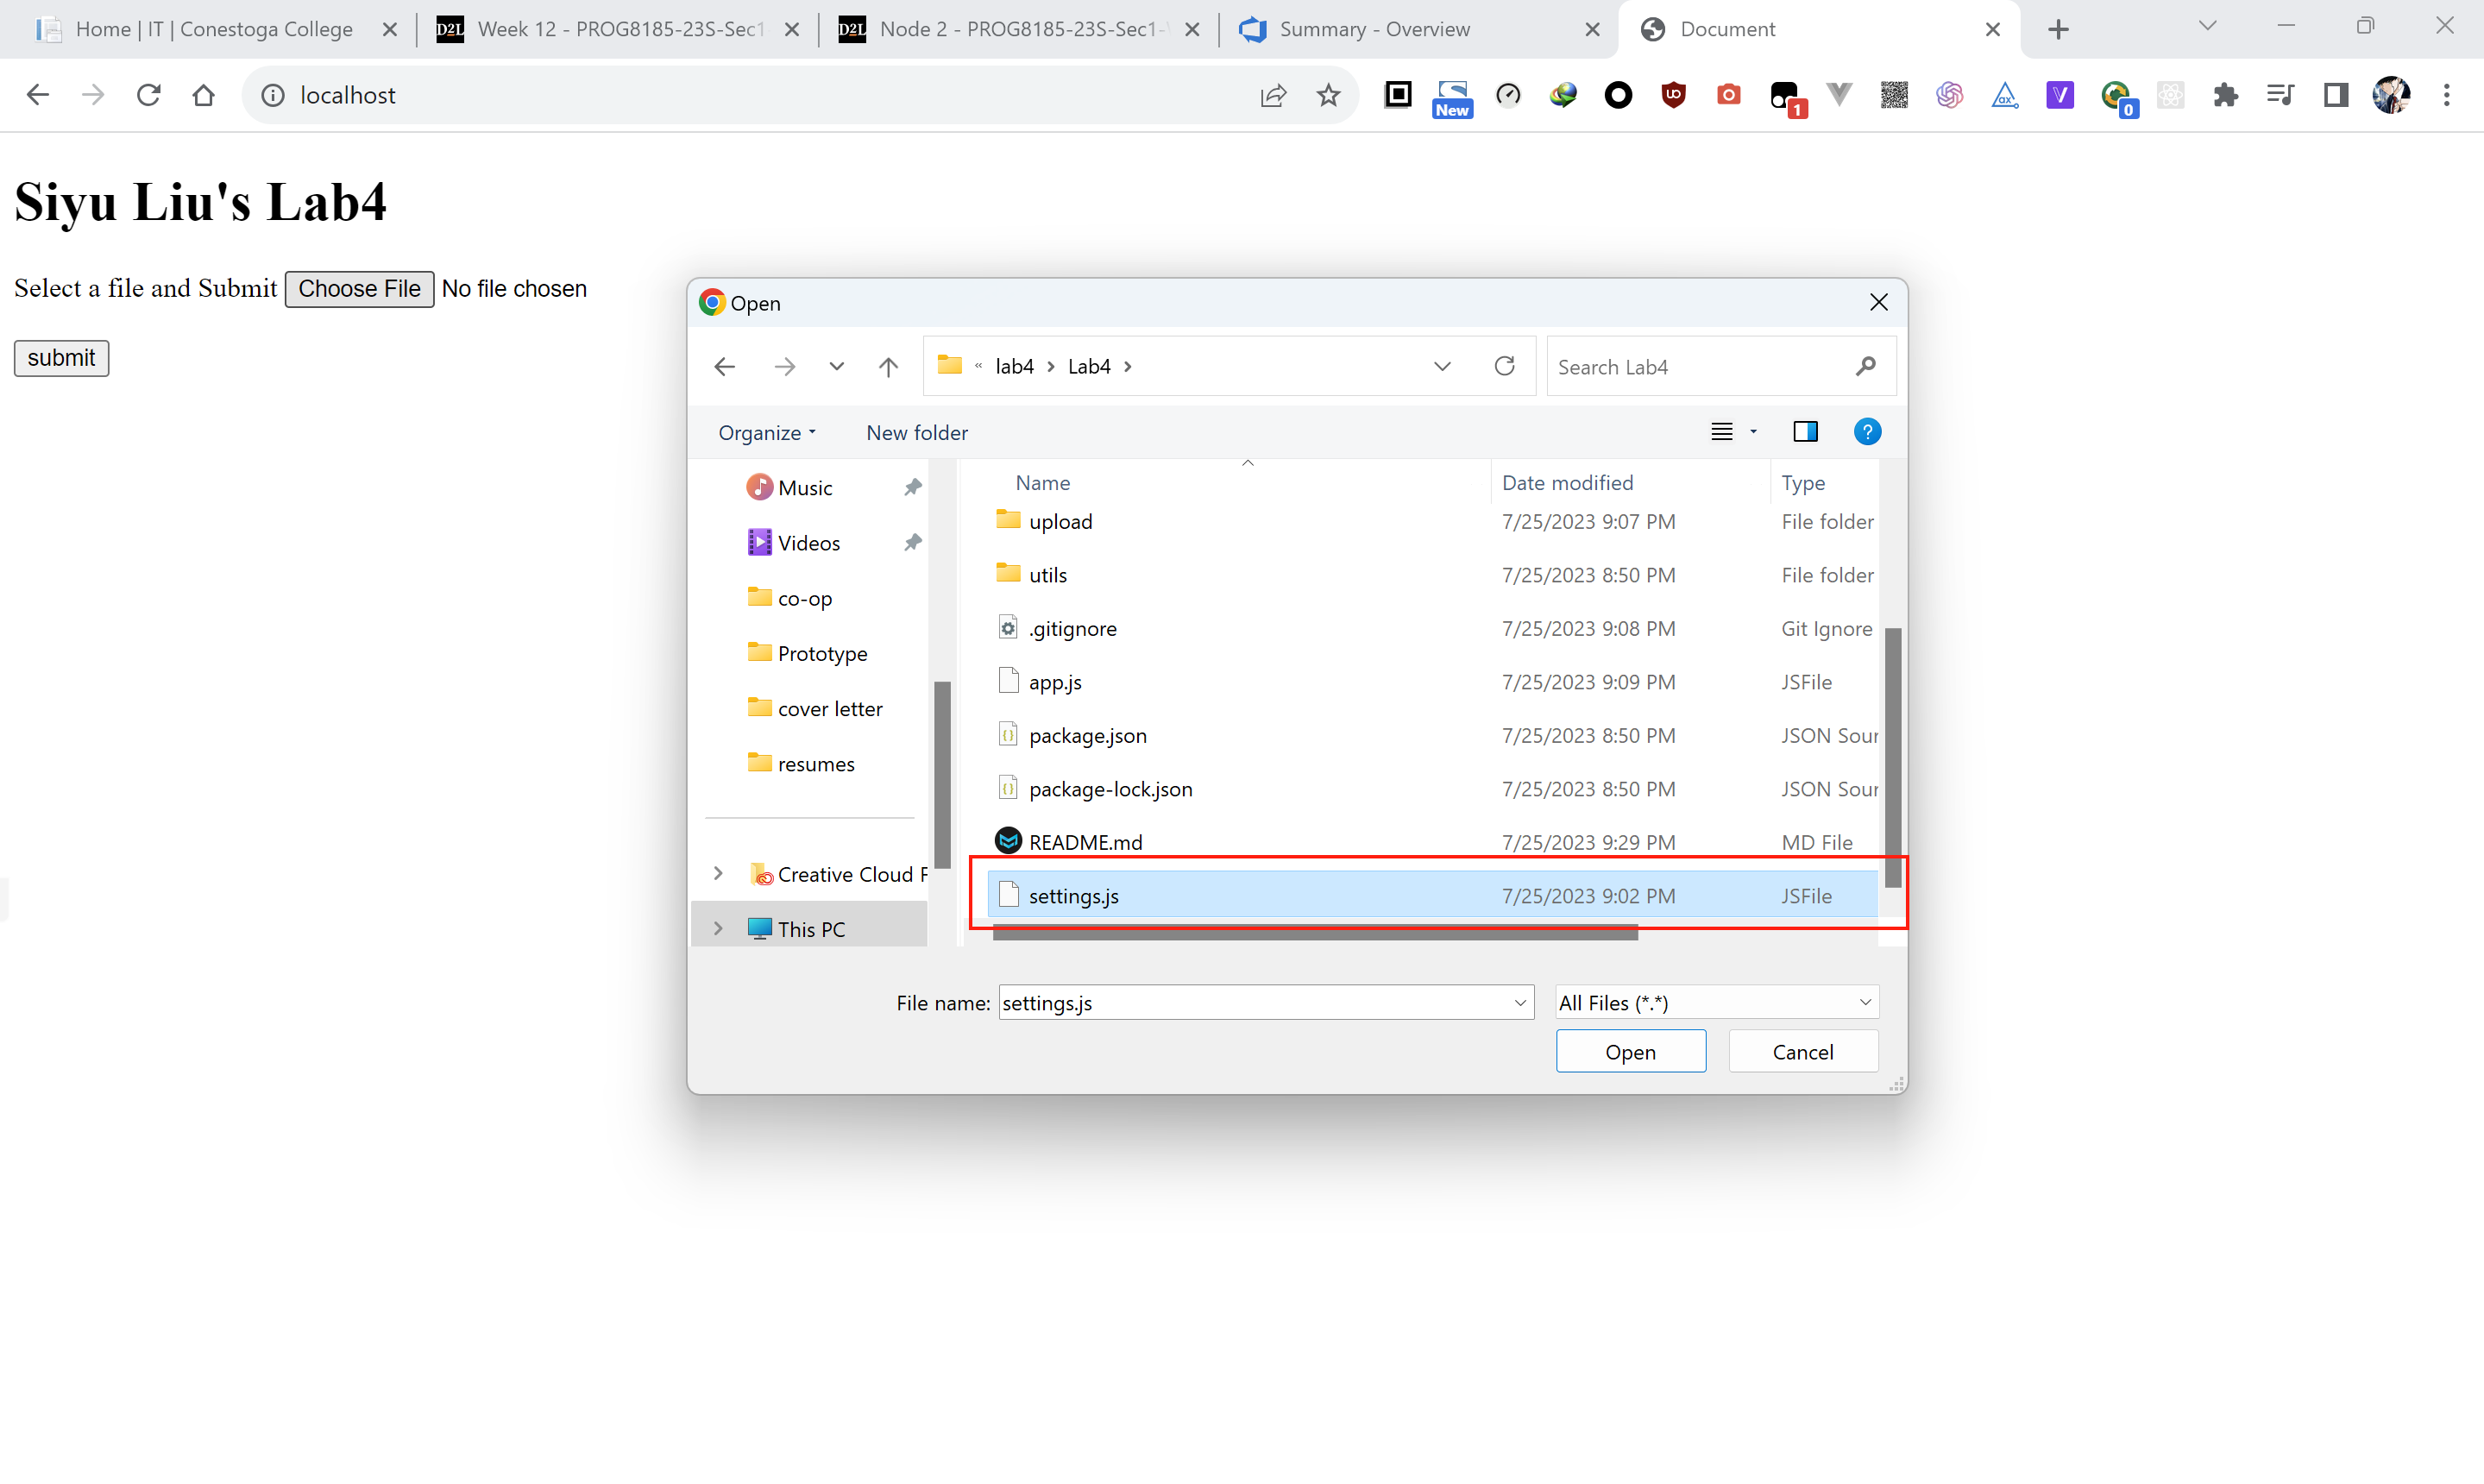 Home | IT | Conestoga College
D2L Week 12 - PROG8185-23S-Sec1
D2L Node 2 - PROG8185-23S-Sec1-
Summary - Overview
Document
localhost
New
1
0
Siyu Liu's Lab4
Select a file and Submit Choose File No file chosen
submit
Open
« lab4 > Lab4 >
Search Lab4
Organize
New folder
?
Music
Videos
co-op
Prototype
cover letter
resumes
Creative Cloud F
This PC
Name Date modified Type
upload 7/25/2023 9:07 PM File folder
utils 7/25/2023 8:50 PM File folder
.gitignore 7/25/2023 9:08 PM Git Ignore
app.js 7/25/2023 9:09 PM JSFile
package.json 7/25/2023 8:50 PM JSON Sour
package-lock.json 7/25/2023 8:50 PM JSON Sour
README.md 7/25/2023 9:29 PM MD File
settings.js 7/25/2023 9:02 PM JSFile
File name: settings.js
All Files (*.*)
Open
Cancel